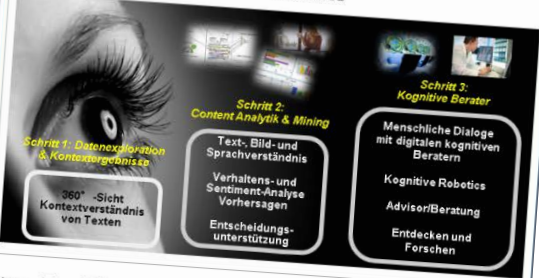 Schritt 1: Datenexploration
& Kontextergebnisse
360° -Sicht
Kontextverständnis
von Texten
Schritt 2:
Content Analytik & Mining
Text-, Bild- und
Sprachverständnis
Verhaltens- und
Sentiment-Analyse
Vorhersagen
Entscheidungs-
unterstützung
Schritt 3:
Kognitive Berater
Menschliche Dialoge
mit digitalen kognitiven
Beratern
Kognitive Robotics
Advisor/Beratung
Entdecken und
Forschen